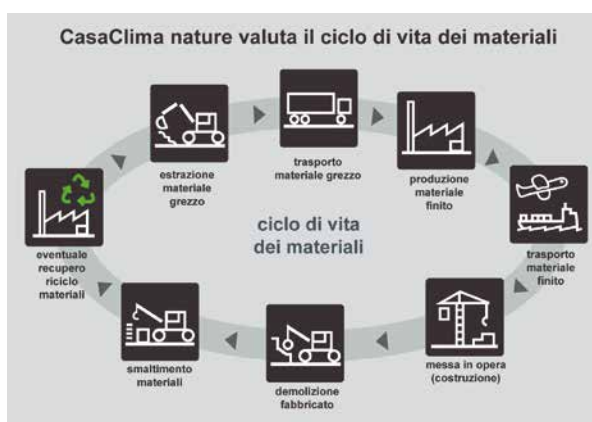 CasaClima nature valuta il ciclo di vita dei materiali
estrazione
materiale
grezzo
trasporto
materiale grezzo
produzione
materiale
finito
trasporto
materiale
finito
messa in opera
(costruzione)
demolizione
fabbricato
smaltimento
materiali
eventuale
recupero
riciclo
materiali
ciclo di vita
dei materiali